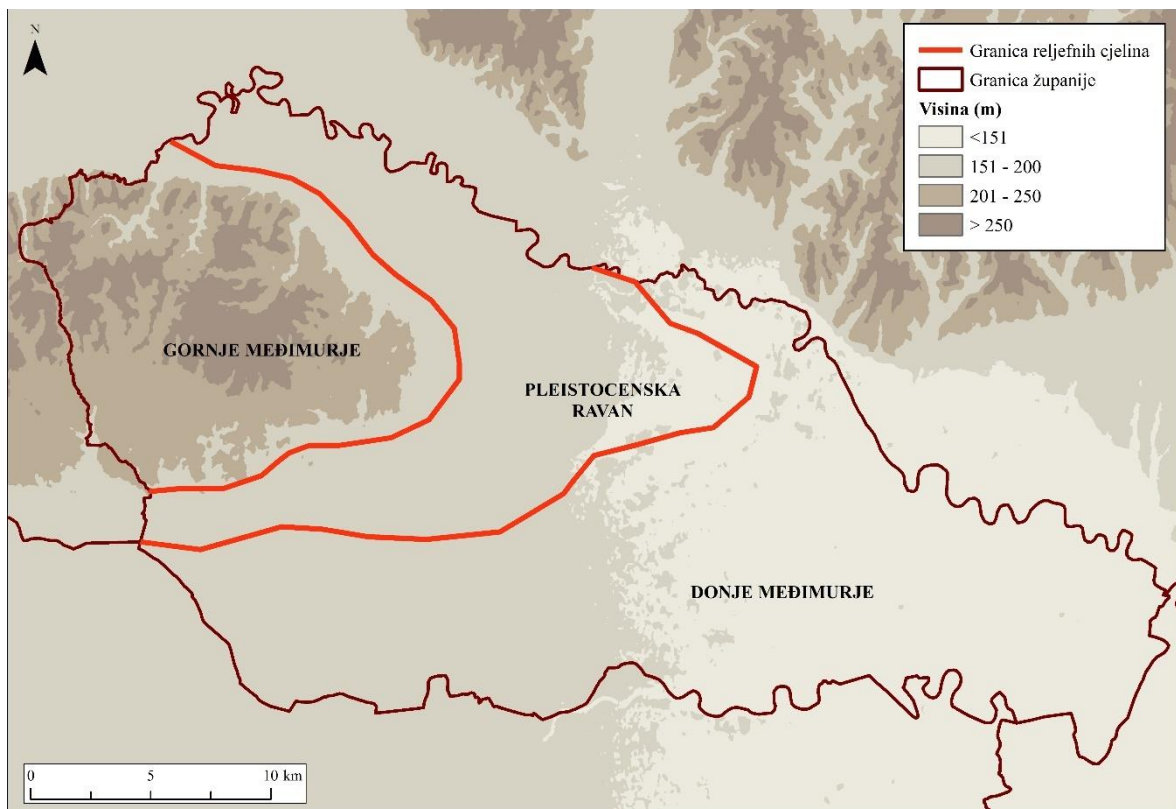 N
Granica reljefnih cjelina
Granica županije
Visina (m)
<151
151 - 200
201 - 250
> 250
GORNJE MEĐIMURJE
PLEISTOCENSKA
RAVAN
DONJE MEĐIMURJE
0 5 10 km